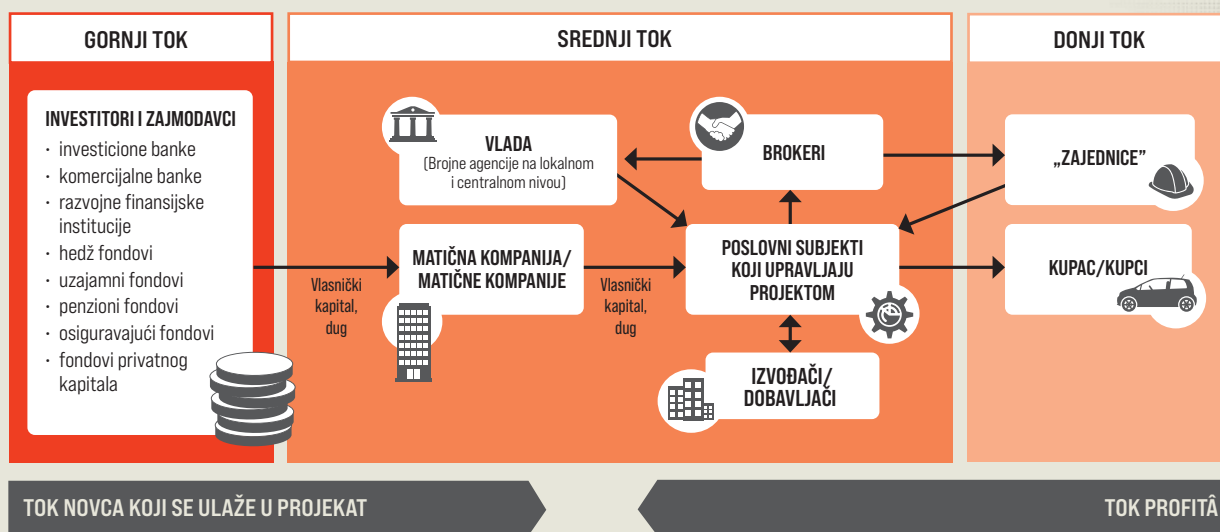 GORNJI TOK
INVESTITORI I ZAJMODAVCI
· investicione banke
· komercijalne banke
· razvojne finansijske
institucije
· hedž fondovi
· uzajamni fondovi
· penzioni fondovi
· osiguravajući fondovi
· fondovi privatnog
kapitala
SREDNJI TOK
VLADA
(Brojne agencije na lokalnom
i centralnom nivou)
BROKERI
Vlasnički
kapital,
dug
MATIČNA KOMPANIJA/
MATIČNE KOMPANIJE
Vlasnički
kapital,
dug
POSLOVNI SUBJEKTI
KOJI UPRAVLJAJU
PROJEKTOM
IZVOĐAČI/
DOBAVLJAČI
DONJI TOK
„ZAJEDNICE”
KUPAC/KUPCI
TOK NOVCA KOJI SE ULAŽE U PROJEKAT
TOK PROFITÂ